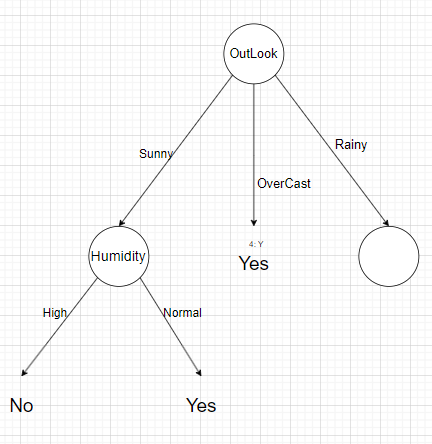 OutLook
Sunny
Rainy
OverCast
4: Y
Yes
Humidity
High
Normal
No
Yes